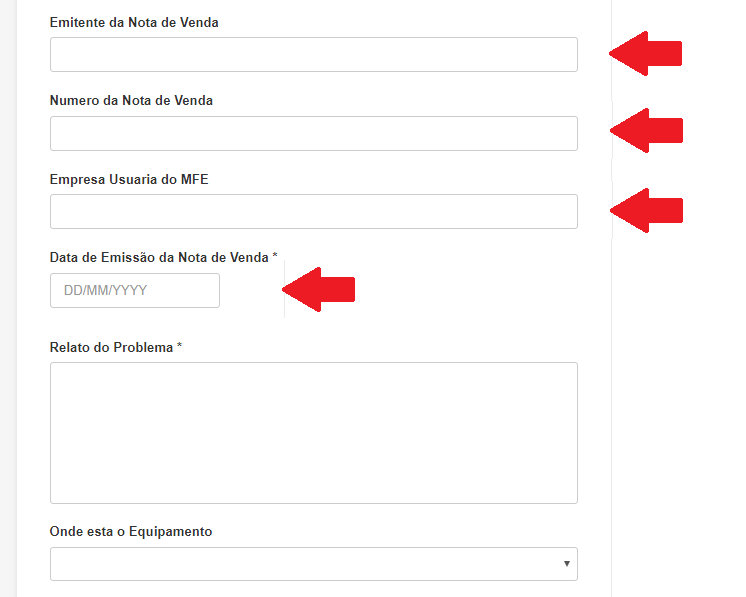 Emitente da Nota de Venda
Numero da Nota de Venda
Empresa Usuaria do MFE
Data de Emissão da Nota de Venda *
DD/MM/YYYY
Relato do Problema *
Onde esta o Equipamento